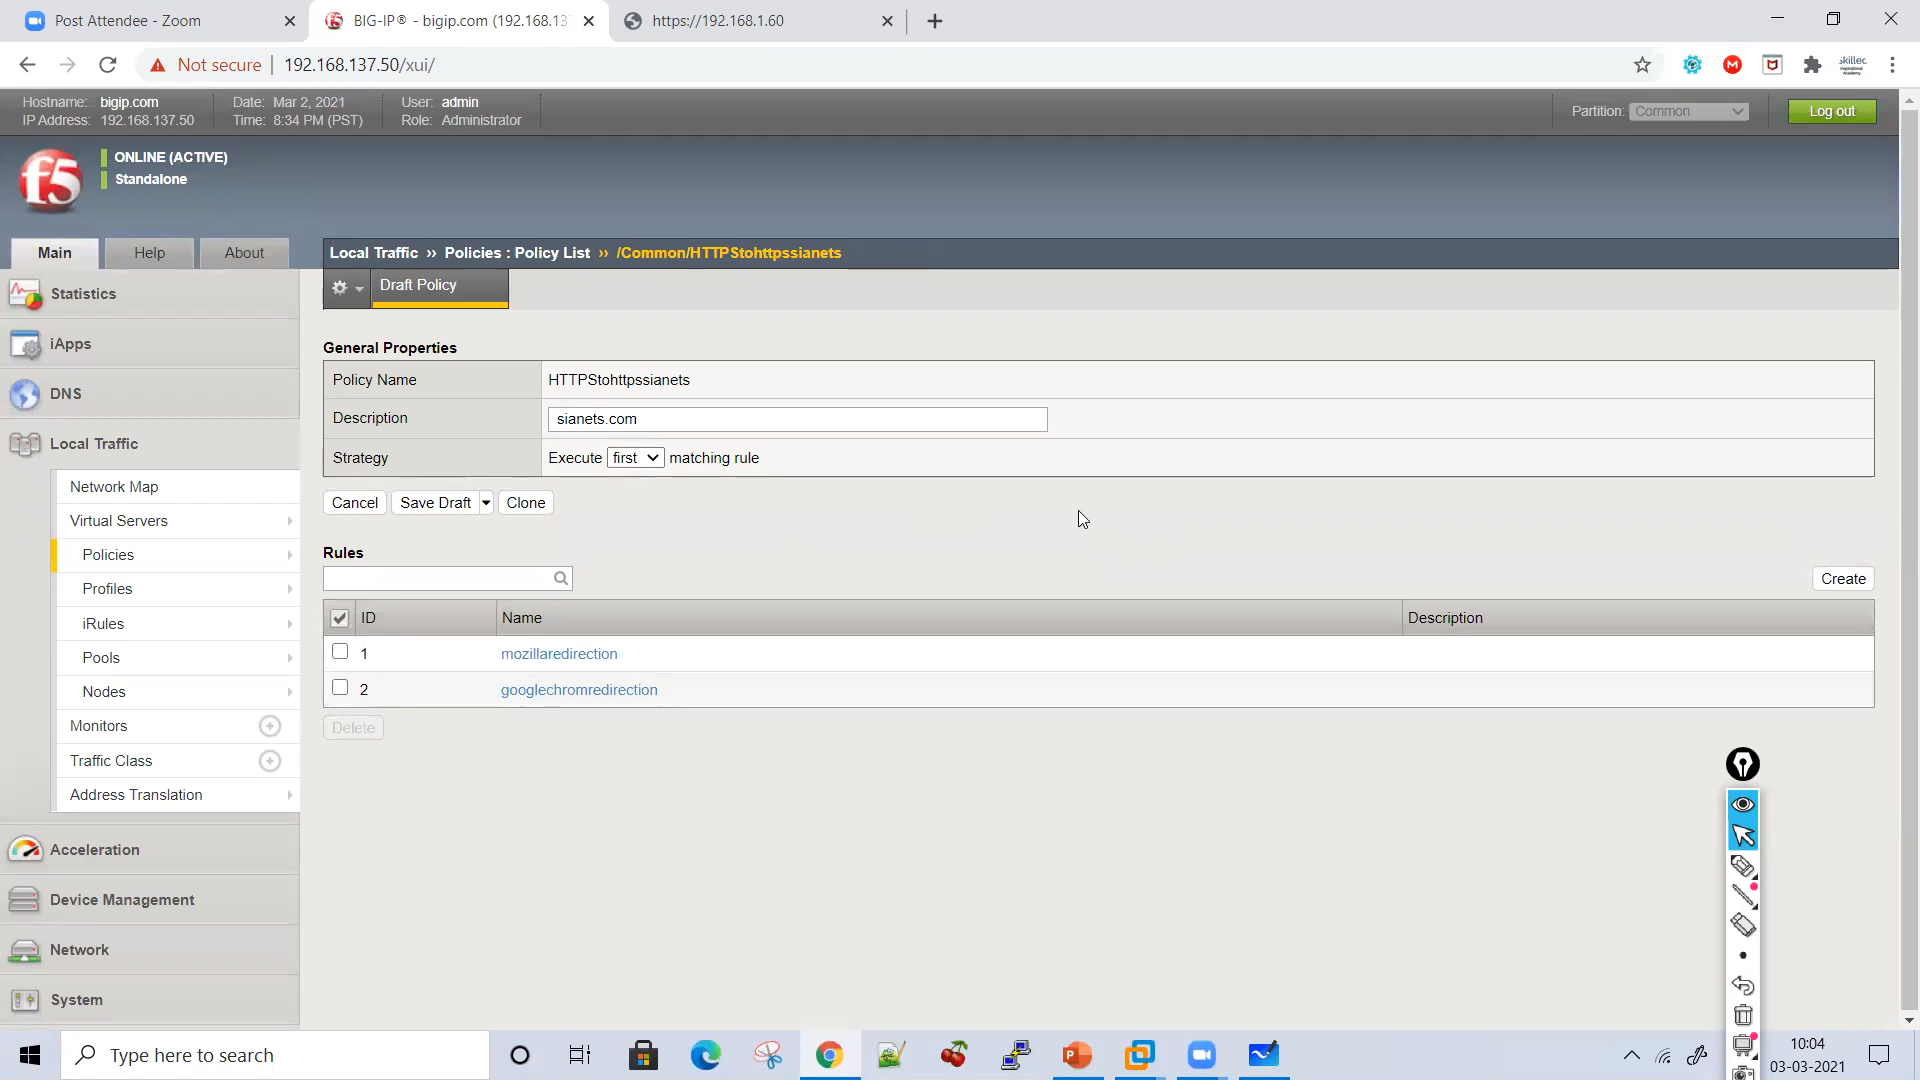 Post Attendee - Zoom
BIG-IP® - bigip.com (192.168.13
https://192.168.1.60
Not secure
192.168.137.50/xui/
skillec
Inspirational
Academy
Hostname: bigip.com
IP Address: 192.168.137.50
Date: Mar 2, 2021
Time: 8:34 PM (PST)
User: admin
Role: Administrator
Partition: Common
Log out
f5
ONLINE (ACTIVE)
Standalone
Main
Help
About
Local Traffic ›› Policies : Policy List ›› /Common/HTTPStohttpssianets
Draft Policy
Statistics
iApps
DNS
Local Traffic
Network Map
Virtual Servers
Policies
Profiles
iRules
Pools
Nodes
Monitors
Traffic Class
Address Translation
Acceleration
Device Management
Network
System
General Properties
Policy Name HTTPStohttpssianets
Description sianets.com
Strategy Execute first matching rule
Cancel Save Draft Clone
Rules
Create
ID Name Description
1 mozillaredirection
2 googlechromredirection
Delete
Type here to search
10:04
03-03-2021